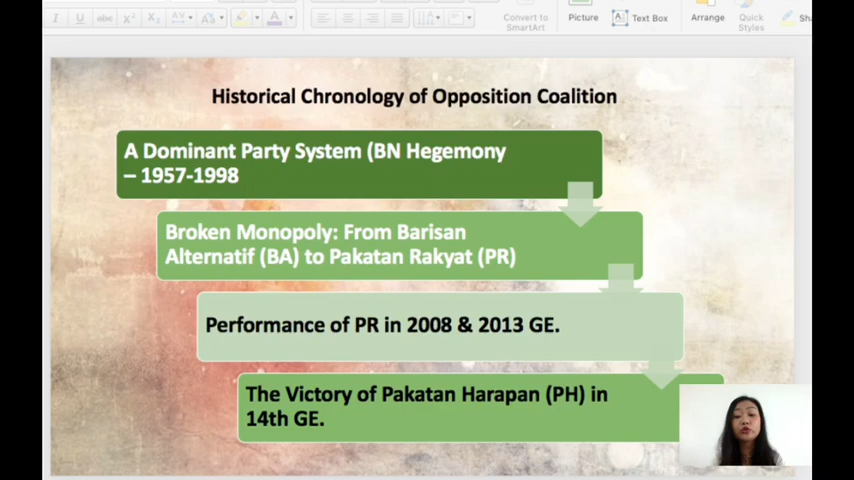 Convert to
SmartArt
Picture
Text Box
Arrange
Quick
Styles
Historical Chronology of Opposition Coalition
A Dominant Party System (BN Hegemony
– 1957-1998
Broken Monopoly: From Barisan
Alternatif (BA) to Pakatan Rakyat (PR)
Performance of PR in 2008 & 2013 GE.
The Victory of Pakatan Harapan (PH) in
14th GE.